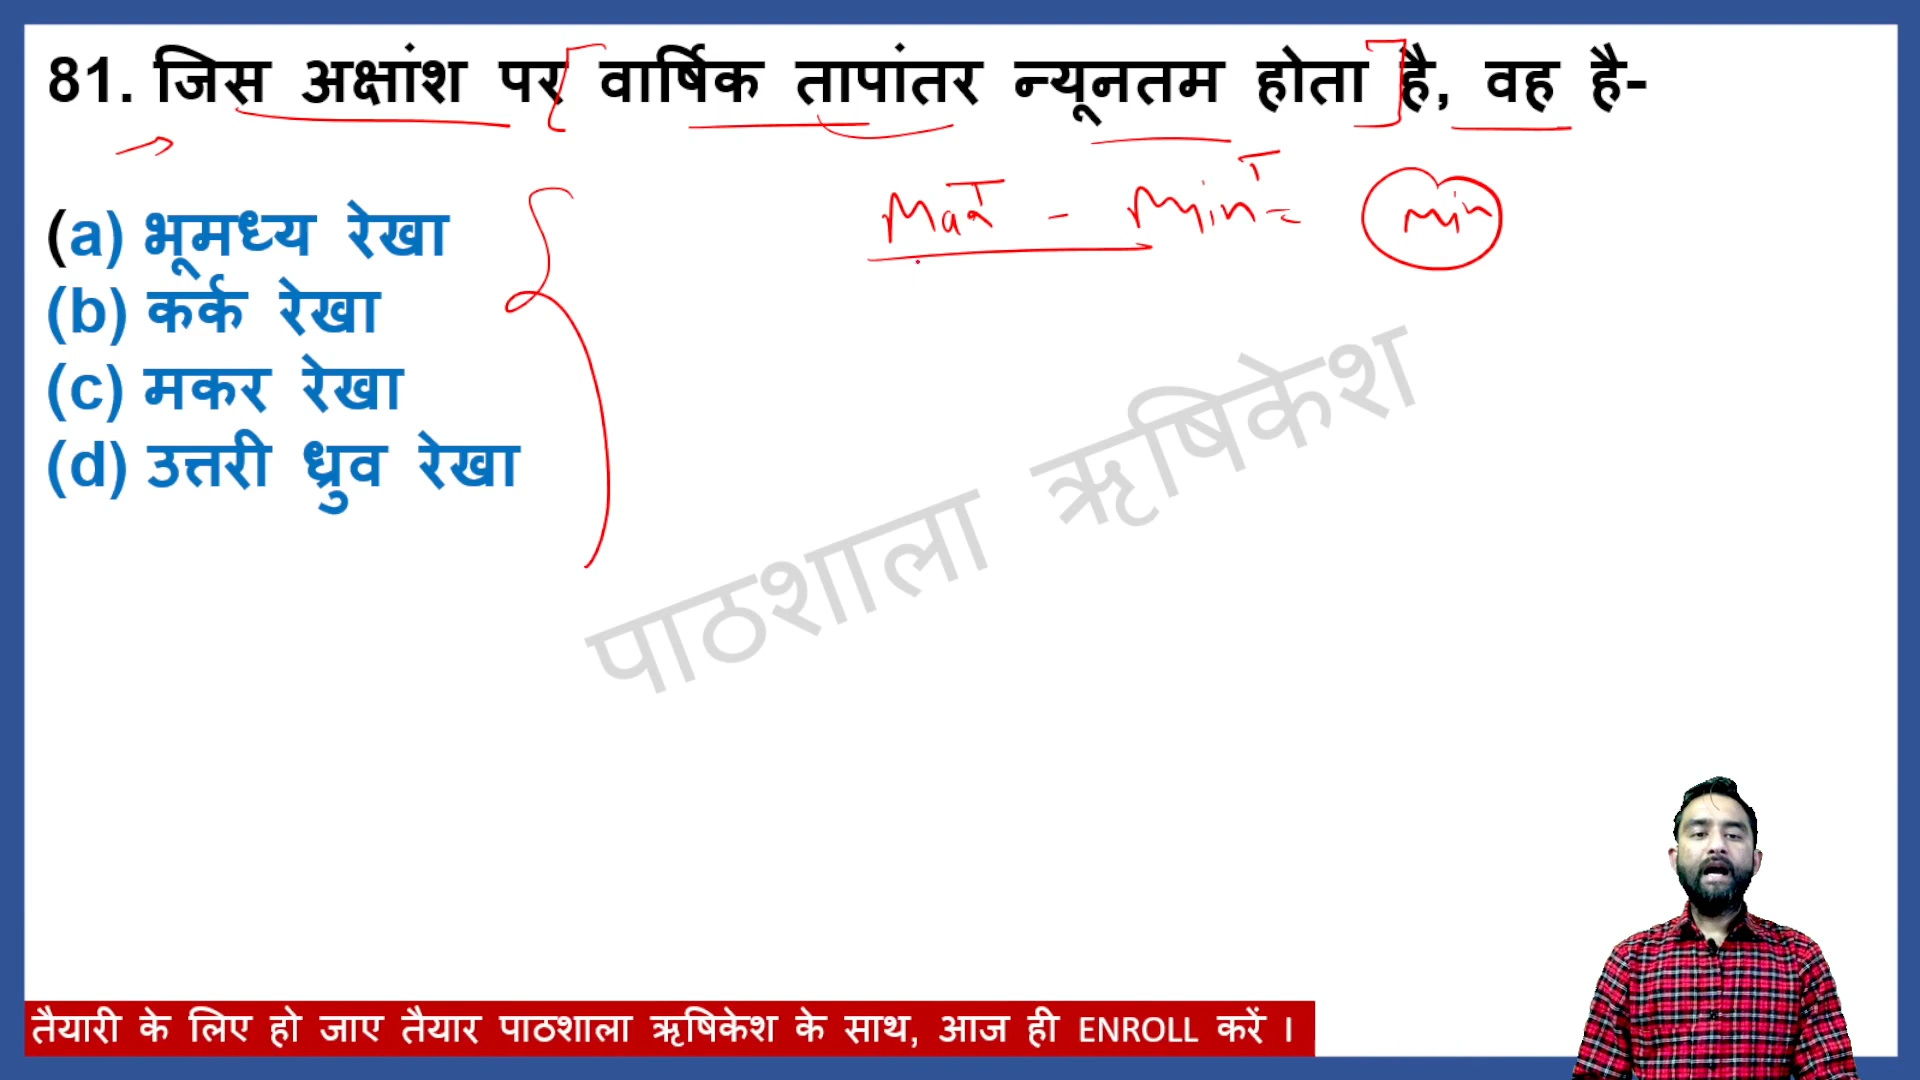 81. जिस अक्षांश पर वार्षिक तापांतर न्यूनतम होता है, वह है-
Max T - Min T = min
(a) भूमध्य रेखा
(b) कर्क रेखा
(c) मकर रेखा
(d) उत्तरी ध्रुव रेखा
पाठशाला ऋषिकेश
तैयारी के लिए हो जाए तैयार पाठशाला ऋषिकेश के साथ, आज ही ENROLL करें ।